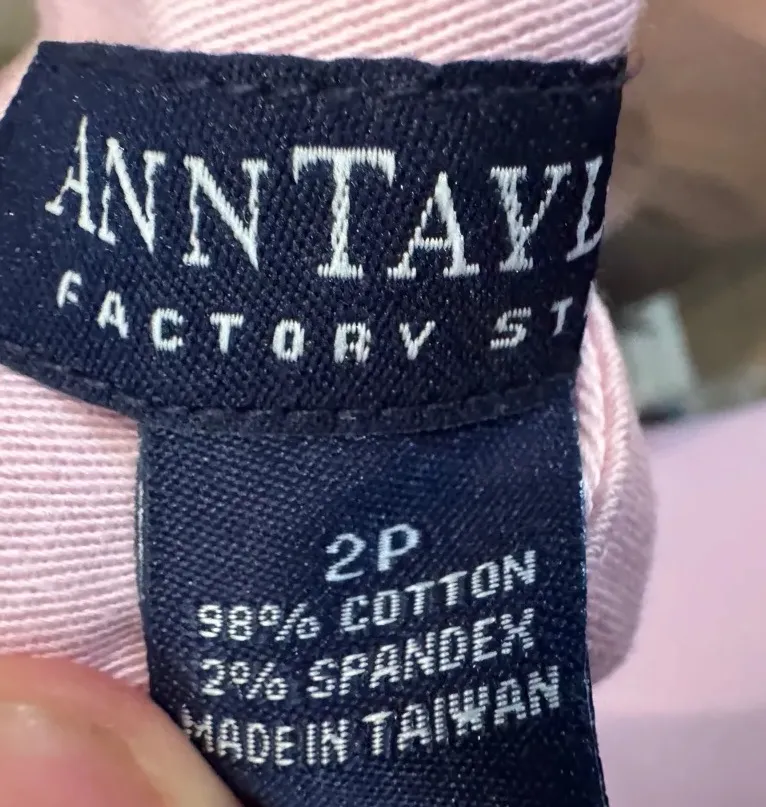 ANNTAYL
FACTORY ST
2P
98% COTTON
2% SPANDEX
MADE IN TAIWAN